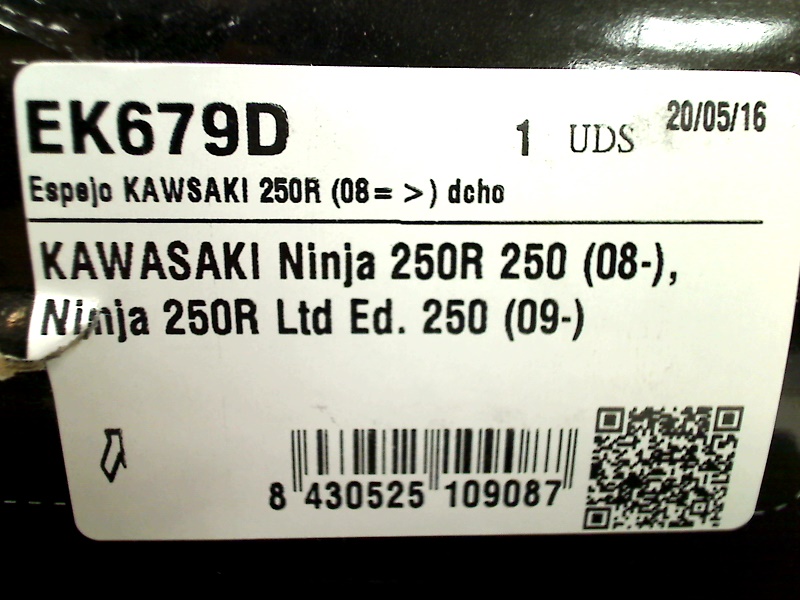 EK679D 1 UDS 20/05/16
Espejo KAWSAKI 250R (08= >) dcho
KAWASAKI Ninja 250R 250 (08-),
Ninja 250R Ltd Ed. 250 (09-)
8 430525 109087